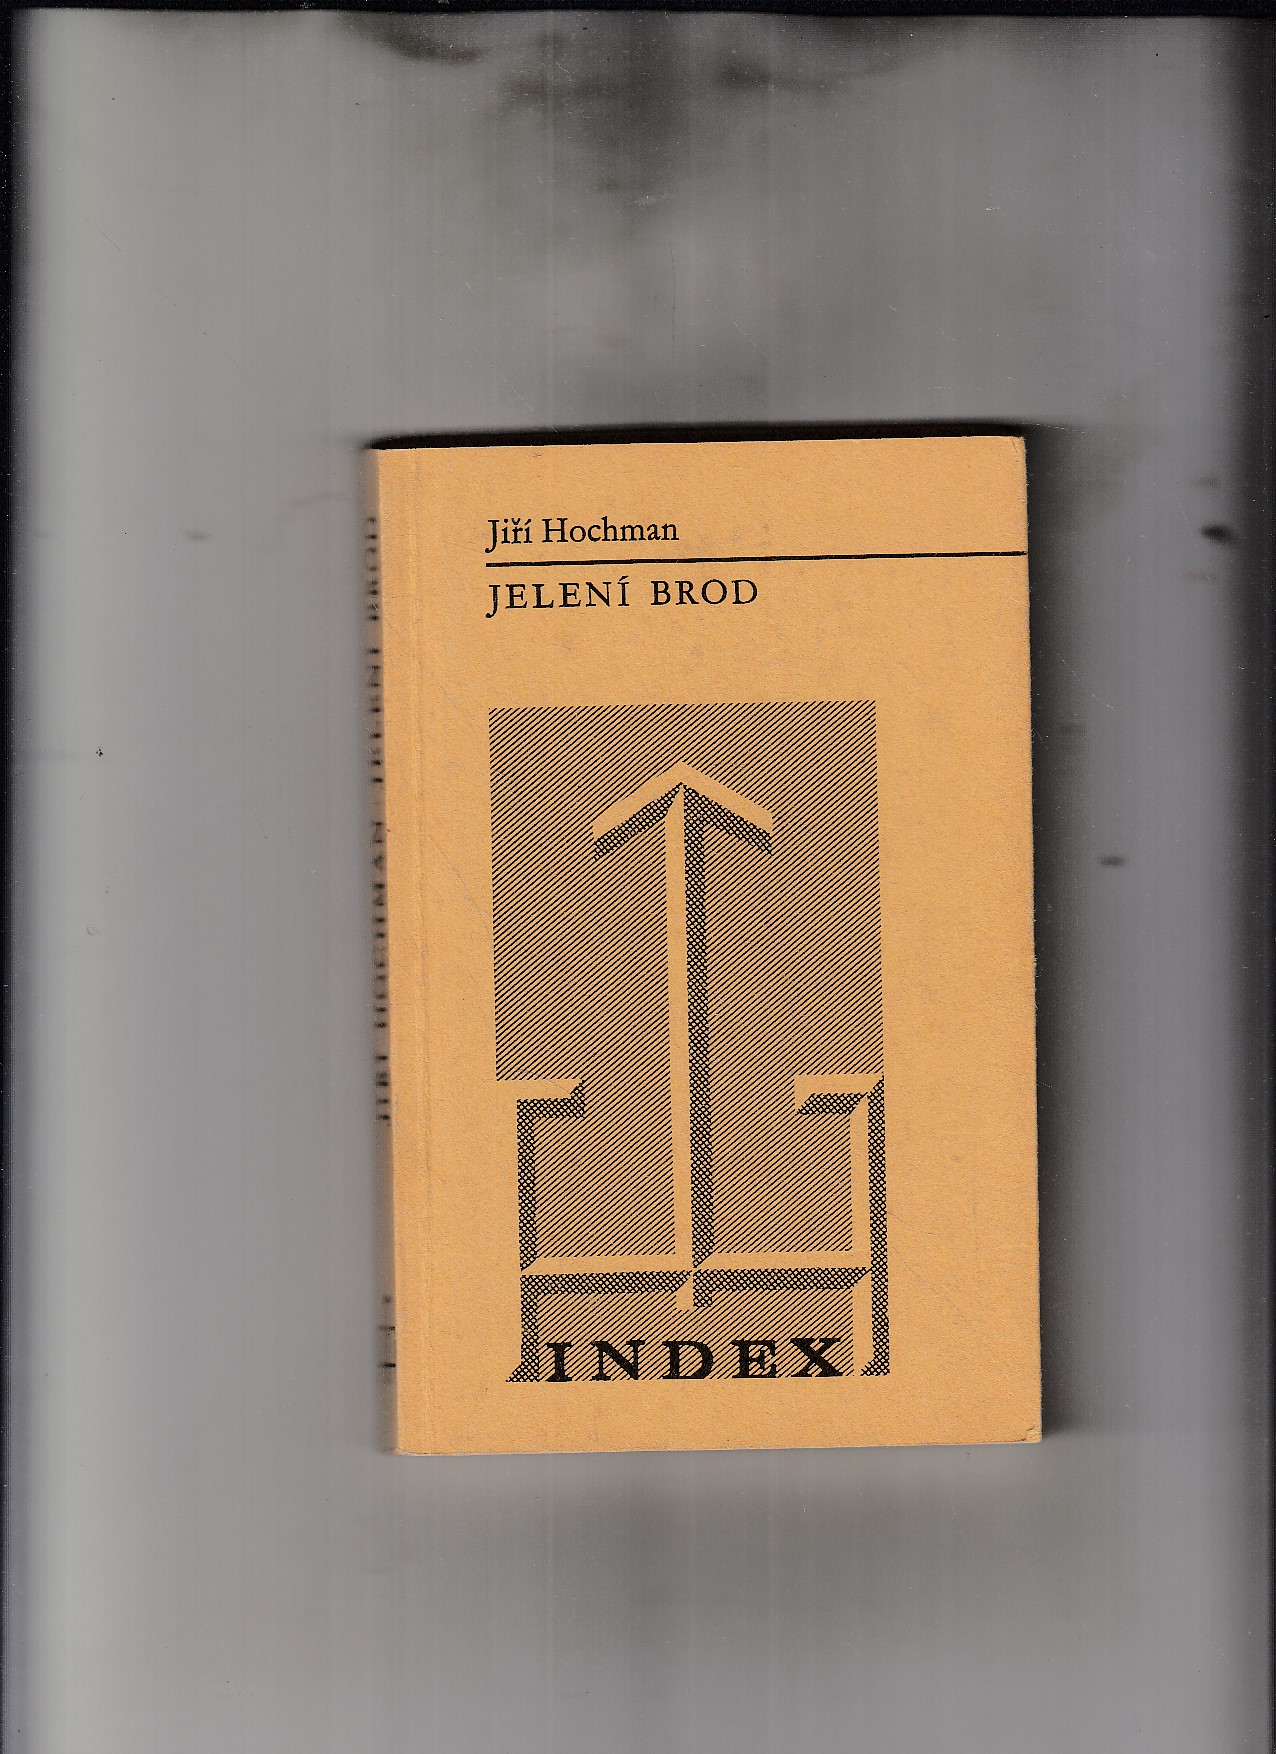 Jiří Hochman
JELENÍ BROD
INDEX
JIŘÍ HOCHMAN JELENÍ BROD